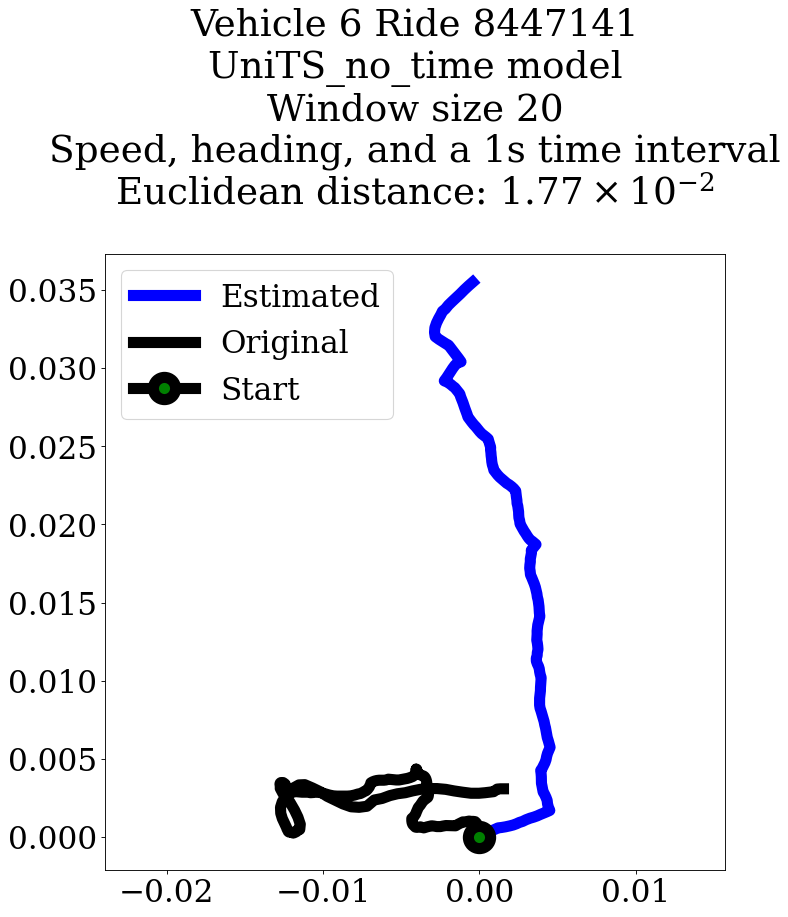 Vehicle 6 Ride 8447141
UniTS_no_time model
Window size 20
Speed, heading, and a 1s time interval
Euclidean distance: 1.77 × 10⁻²
Estimated
Original
Start
0.035
0.030
0.025
0.020
0.015
0.010
0.005
0.000
−0.02
−0.01
0.00
0.01